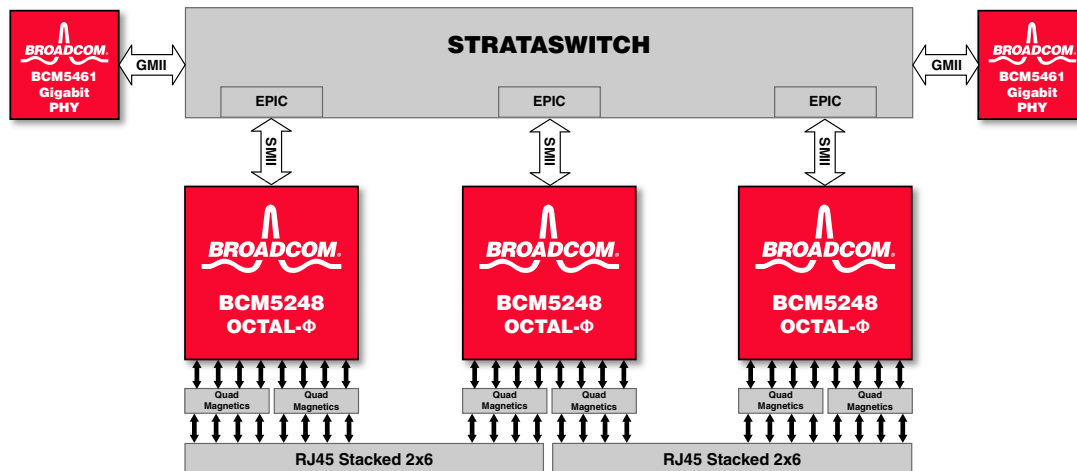 STRATASWITCH
BROADCOM®
BCM5461
Gigabit
PHY
GMII
GMII
BROADCOM®
BCM5461
Gigabit
PHY
EPIC
EPIC
EPIC
SMII
SMII
SMII
BROADCOM®
BCM5248
OCTAL-Φ
BROADCOM®
BCM5248
OCTAL-Φ
BROADCOM®
BCM5248
OCTAL-Φ
Quad
Magnetics
Quad
Magnetics
Quad
Magnetics
Quad
Magnetics
Quad
Magnetics
Quad
Magnetics
RJ45 Stacked 2x6
RJ45 Stacked 2x6